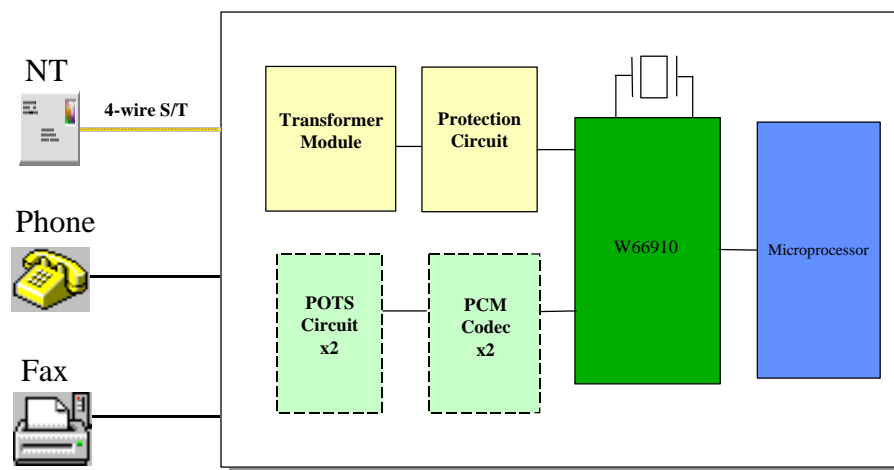 NT
4-wire S/T
Transformer
Module
Protection
Circuit
Phone
W66910
Microprocessor
POTS
Circuit
x2
PCM
Codec
x2
Fax